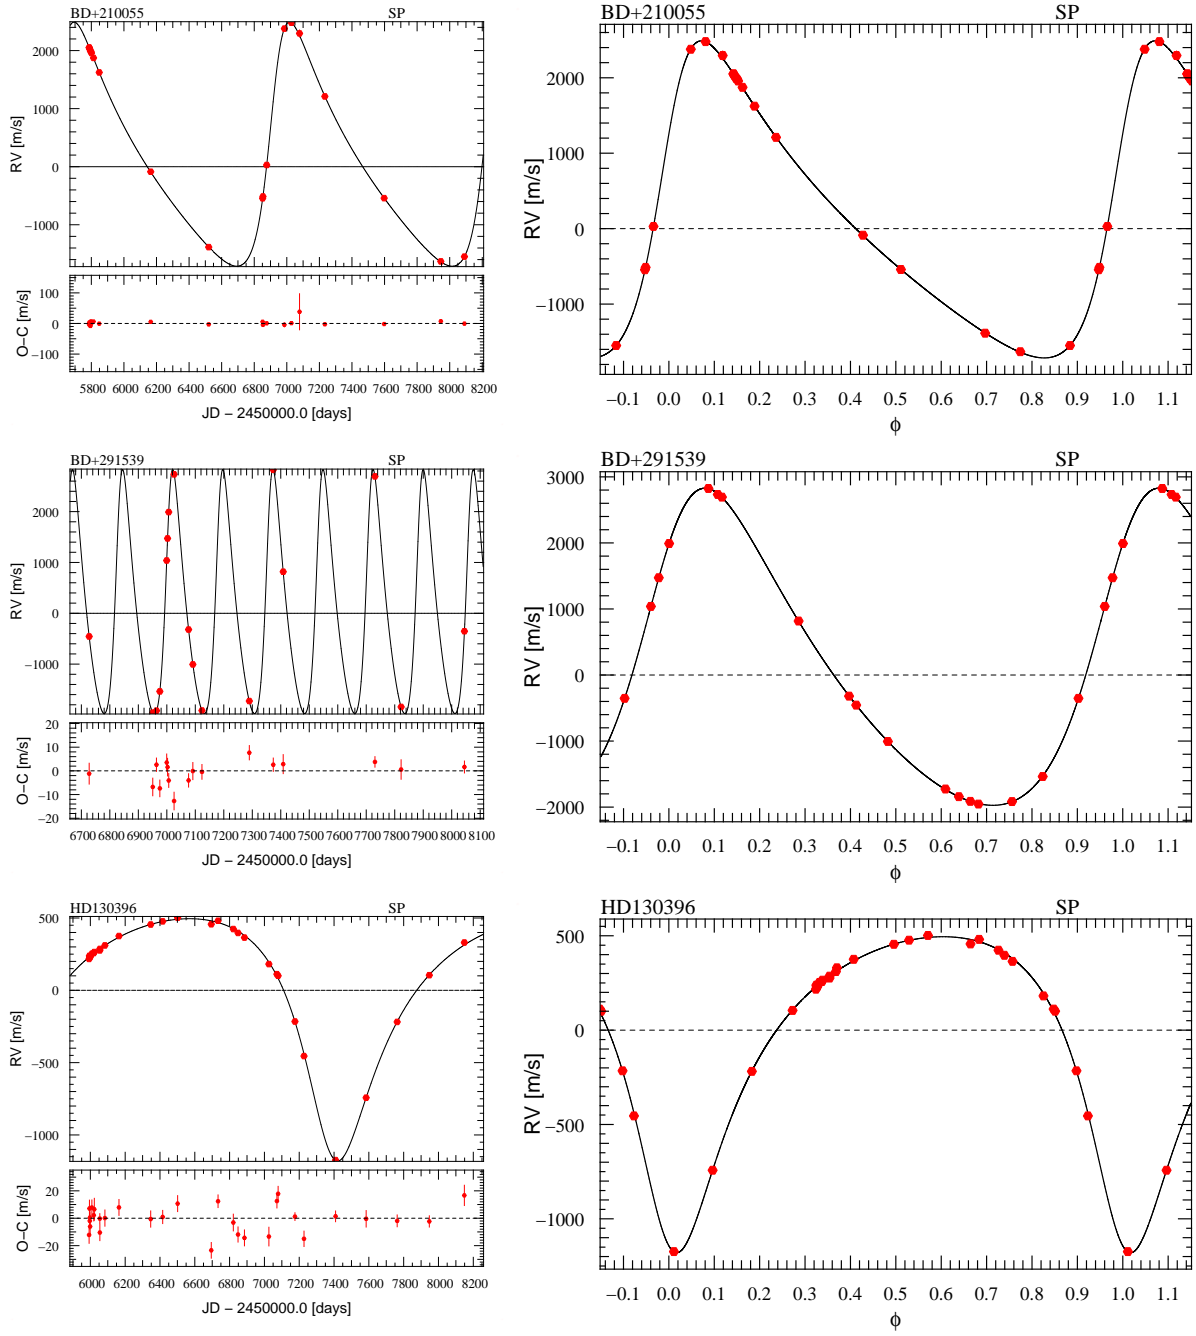 BD+210055 SP
2000
1000
0
−1000
RV [m/s]
100
0
−100
O−C [m/s]
5800 6000 6200 6400 6600 6800 7000 7200 7400 7600 7800 8000 8200
JD − 2450000.0 [days]
BD+210055 SP
2000
1000
0
−1000
RV [m/s]
−0.1 0.0 0.1 0.2 0.3 0.4 0.5 0.6 0.7 0.8 0.9 1.0 1.1
ϕ
BD+291539 SP
2000
1000
0
−1000
RV [m/s]
20
10
0
−10
−20
O−C [m/s]
6700 6800 6900 7000 7100 7200 7300 7400 7500 7600 7700 7800 7900 8000 8100
JD − 2450000.0 [days]
BD+291539 SP
3000
2000
1000
0
−1000
−2000
RV [m/s]
−0.1 0.0 0.1 0.2 0.3 0.4 0.5 0.6 0.7 0.8 0.9 1.0 1.1
ϕ
HD130396 SP
500
0
−500
−1000
RV [m/s]
20
0
−20
O−C [m/s]
6000 6200 6400 6600 6800 7000 7200 7400 7600 7800 8000 8200
JD − 2450000.0 [days]
HD130396 SP
500
0
−500
−1000
RV [m/s]
−0.1 0.0 0.1 0.2 0.3 0.4 0.5 0.6 0.7 0.8 0.9 1.0 1.1
ϕ